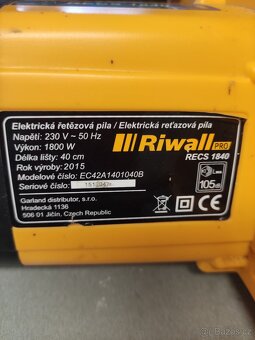 Elektrická řetězová pila / Elektrická reťazová pila
Napětí: 230 V ~ 50 Hz
Výkon: 1800 W
Délka lišty: 40 cm
Rok výroby: 2015
Modelové číslo: EC42A1401040B
Seriové číslo:
Garland distributor, s.r.o.
Hradecká 1136
506 01 Jičín, Czech Republic
Riwall PRO
RECS 1840
105 dB